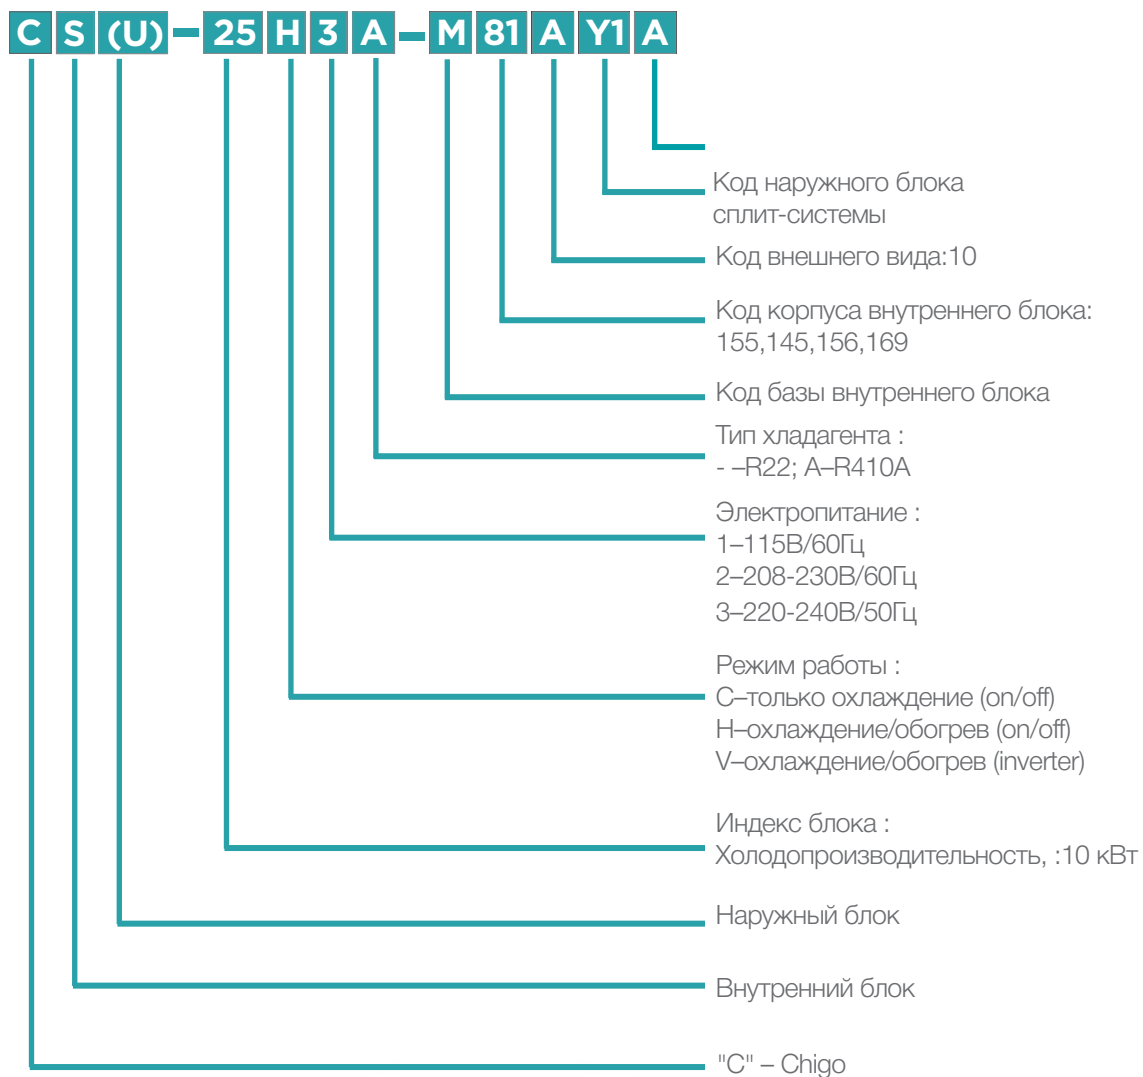 C S (U) – 25 H 3 A – M 81 A Y1 A
Код наружного блока
сплит-системы
Код внешнего вида:10
Код корпуса внутреннего блока:
155,145,156,169
Код базы внутреннего блока
Тип хладагента :
- –R22; A–R410A
Электропитание :
1–115В/60Гц
2–208-230В/60Гц
3–220-240В/50Гц
Режим работы :
C–только охлаждение (on/off)
H–охлаждение/обогрев (on/off)
V–охлаждение/обогрев (inverter)
Индекс блока :
Холодопроизводительность, :10 кВт
Наружный блок
Внутренний блок
"C" – Chigo